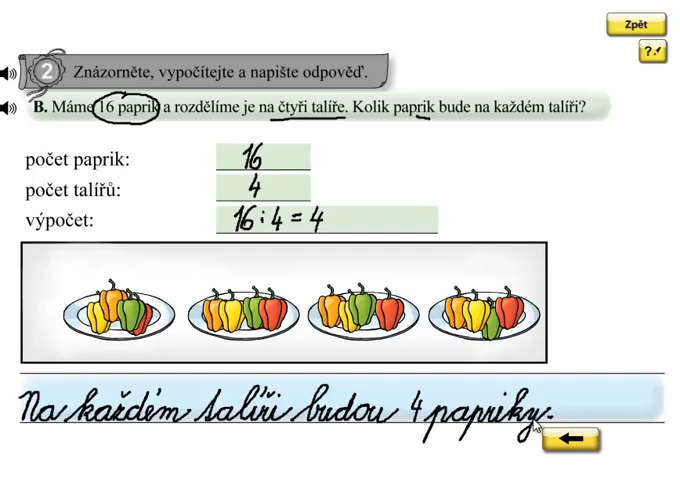 Zpět
?
2 Znázorněte, vypočítejte a napište odpověď.
B. Máme 16 paprik a rozdělíme je na čtyři talíře. Kolik paprik bude na každém talíři?
počet paprik: 16
počet talířů: 4
výpočet: 16 : 4 = 4
Na každém talíři budou 4 papriky.